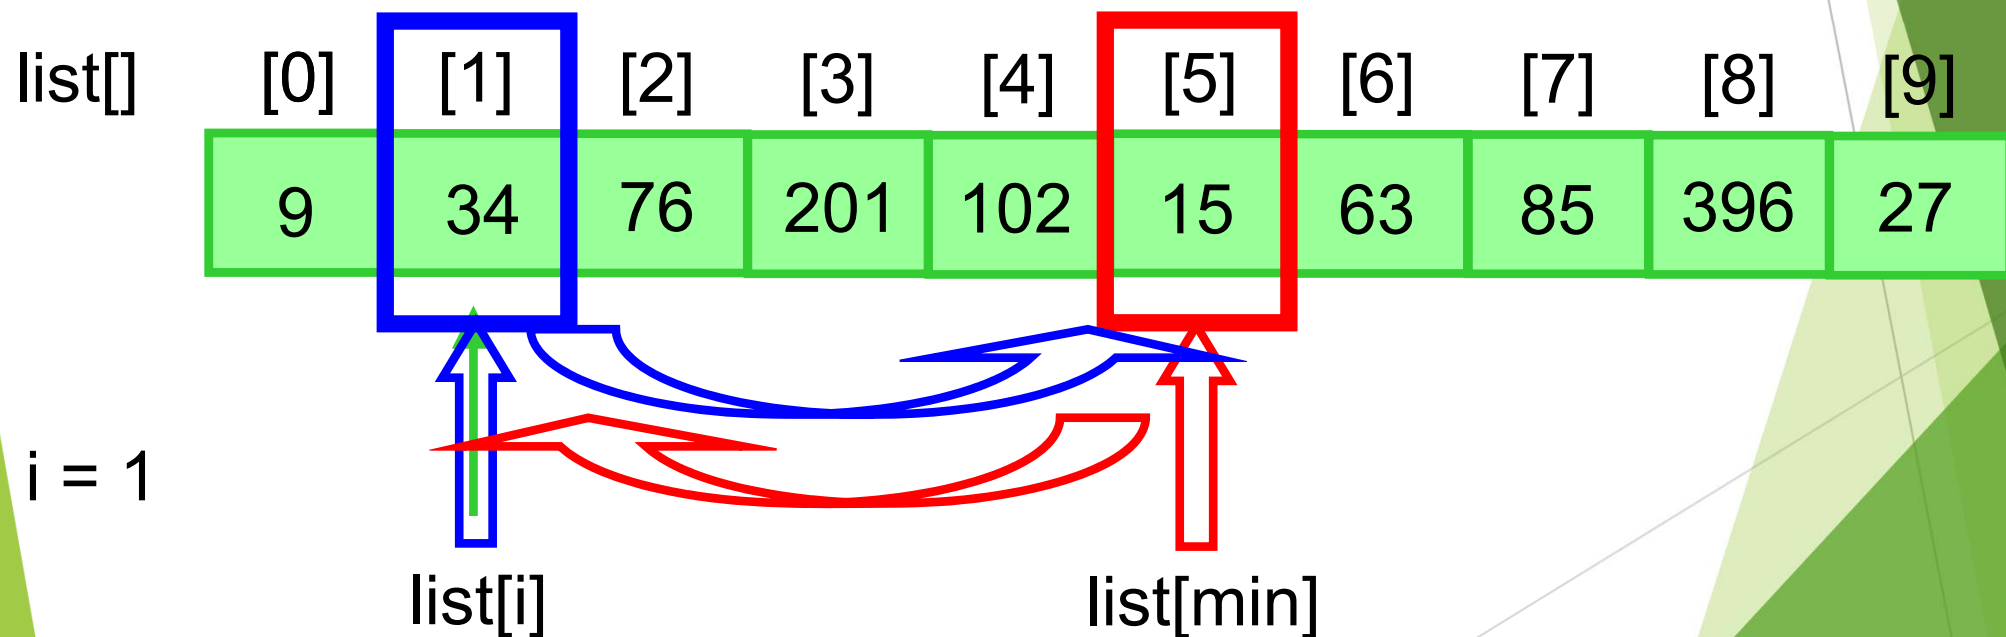 list[] [0] [1] [2] [3] [4] [5] [6] [7] [8] [9]
9 34 76 201 102 15 63 85 396 27
i = 1
list[i] list[min]